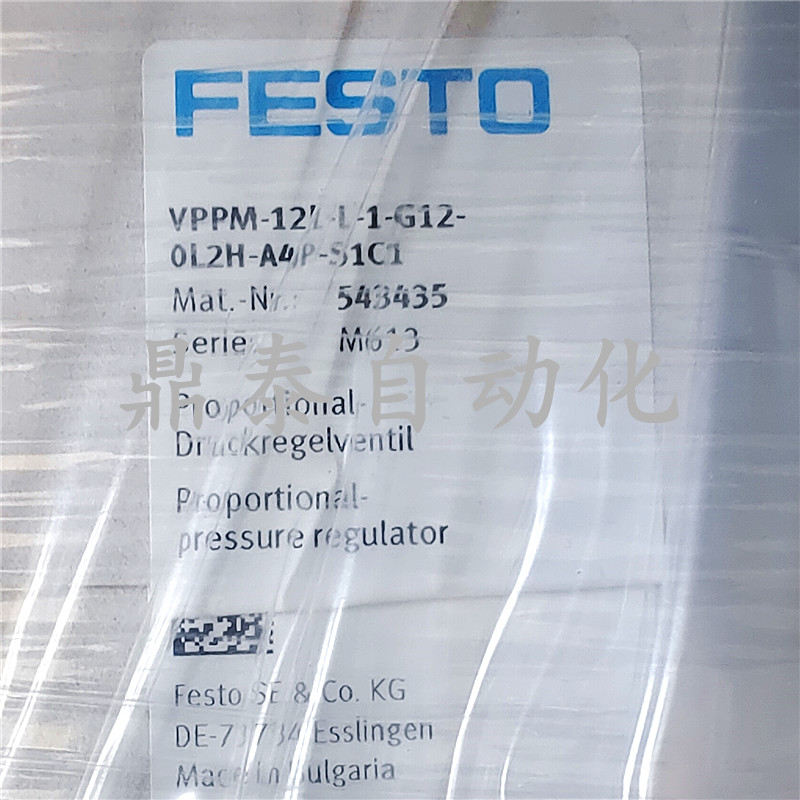 FESTO
VPPM-12L-L-1-G12-
0L2H-A4P-S1C1
Mat.-Nr.: 543435
Serie: M613
鼎泰自动化
Proportional-
Druckregelventil
Proportional-
pressure regulator
Festo SE & Co. KG
DE-73734 Esslingen
Made in Bulgaria